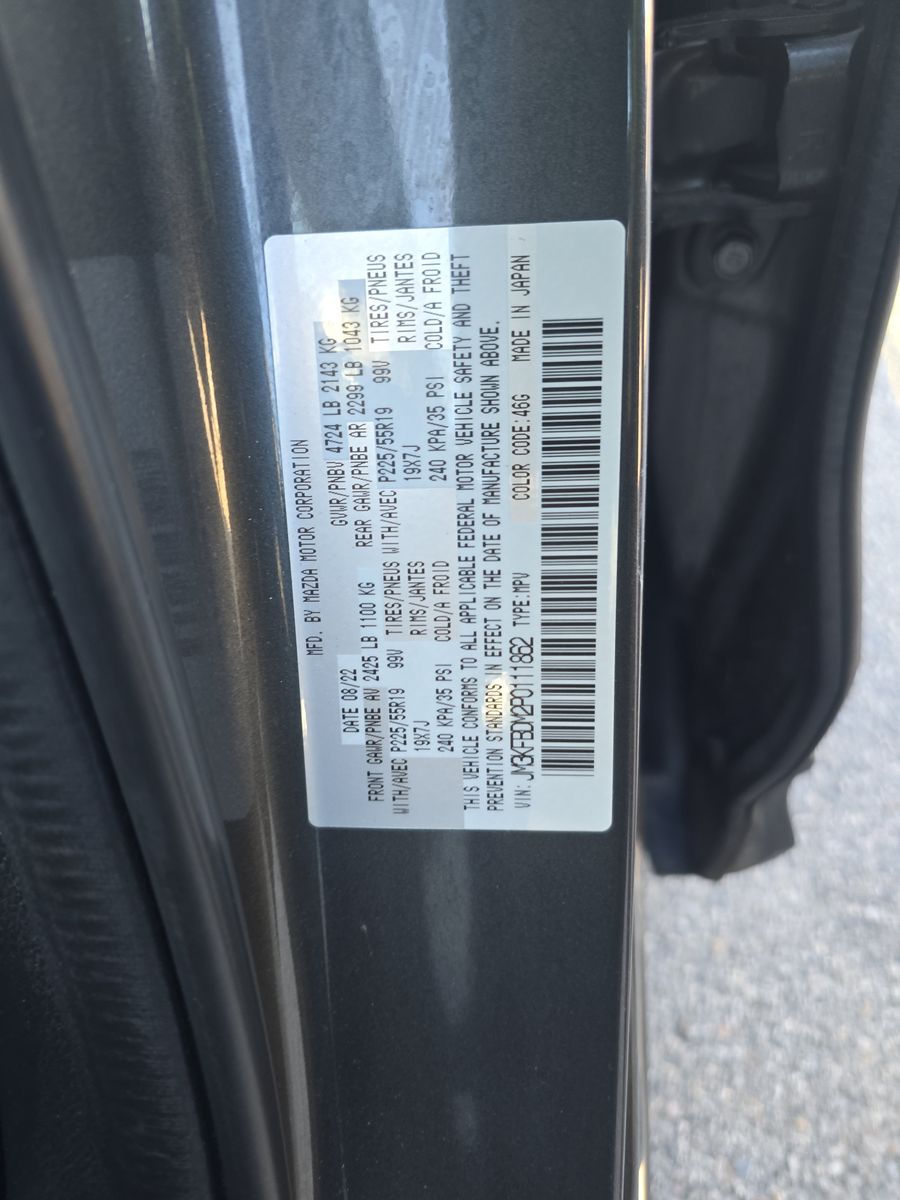 MFD. BY MAZDA MOTOR CORPORATION
DATE 08/22 GVWR/PNBV 4724 LB 2143 KG
FRONT GAWR/PNBE AV 2425 LB 1100 KG REAR GAWR/PNBE AR 2299 LB 1043 KG
WITH/AVEC P225/55R19 99V TIRES/PNEUS WITH/AVEC P225/55R19 99V TIRES/PNEUS
19X7J RIMS/JANTES 19X7J RIMS/JANTES
240 KPA/35 PSI COLD/A FROID 240 KPA/35 PSI COLD/A FROID
THIS VEHICLE CONFORMS TO ALL APPLICABLE FEDERAL MOTOR VEHICLE SAFETY AND THEFT
PREVENTION STANDARDS IN EFFECT ON THE DATE OF MANUFACTURE SHOWN ABOVE.
VIN: JM3KFBDM2P0111862 TYPE:MPV COLOR CODE:46G MADE IN JAPAN